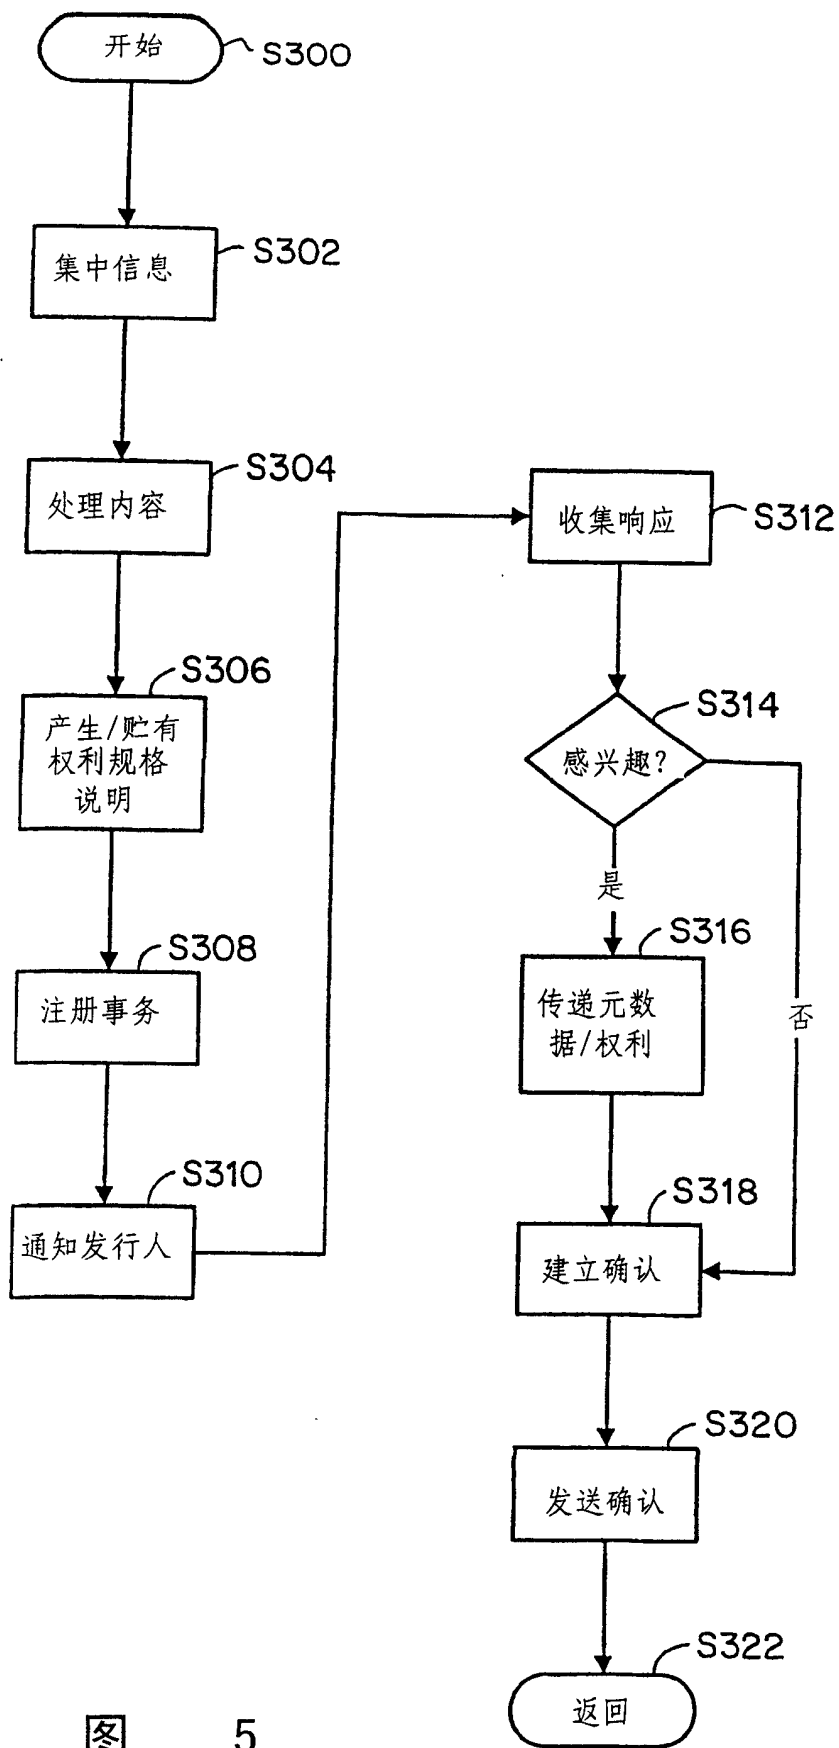 开始
S300
集中信息
S302
处理内容
S304
产生/贮有
权利规格
说明
S306
注册事务
S308
通知发行人
S310
收集响应
S312
感兴趣?
S314
是
否
传递元数
据/权利
S316
建立确认
S318
发送确认
S320
返回
S322
图 5